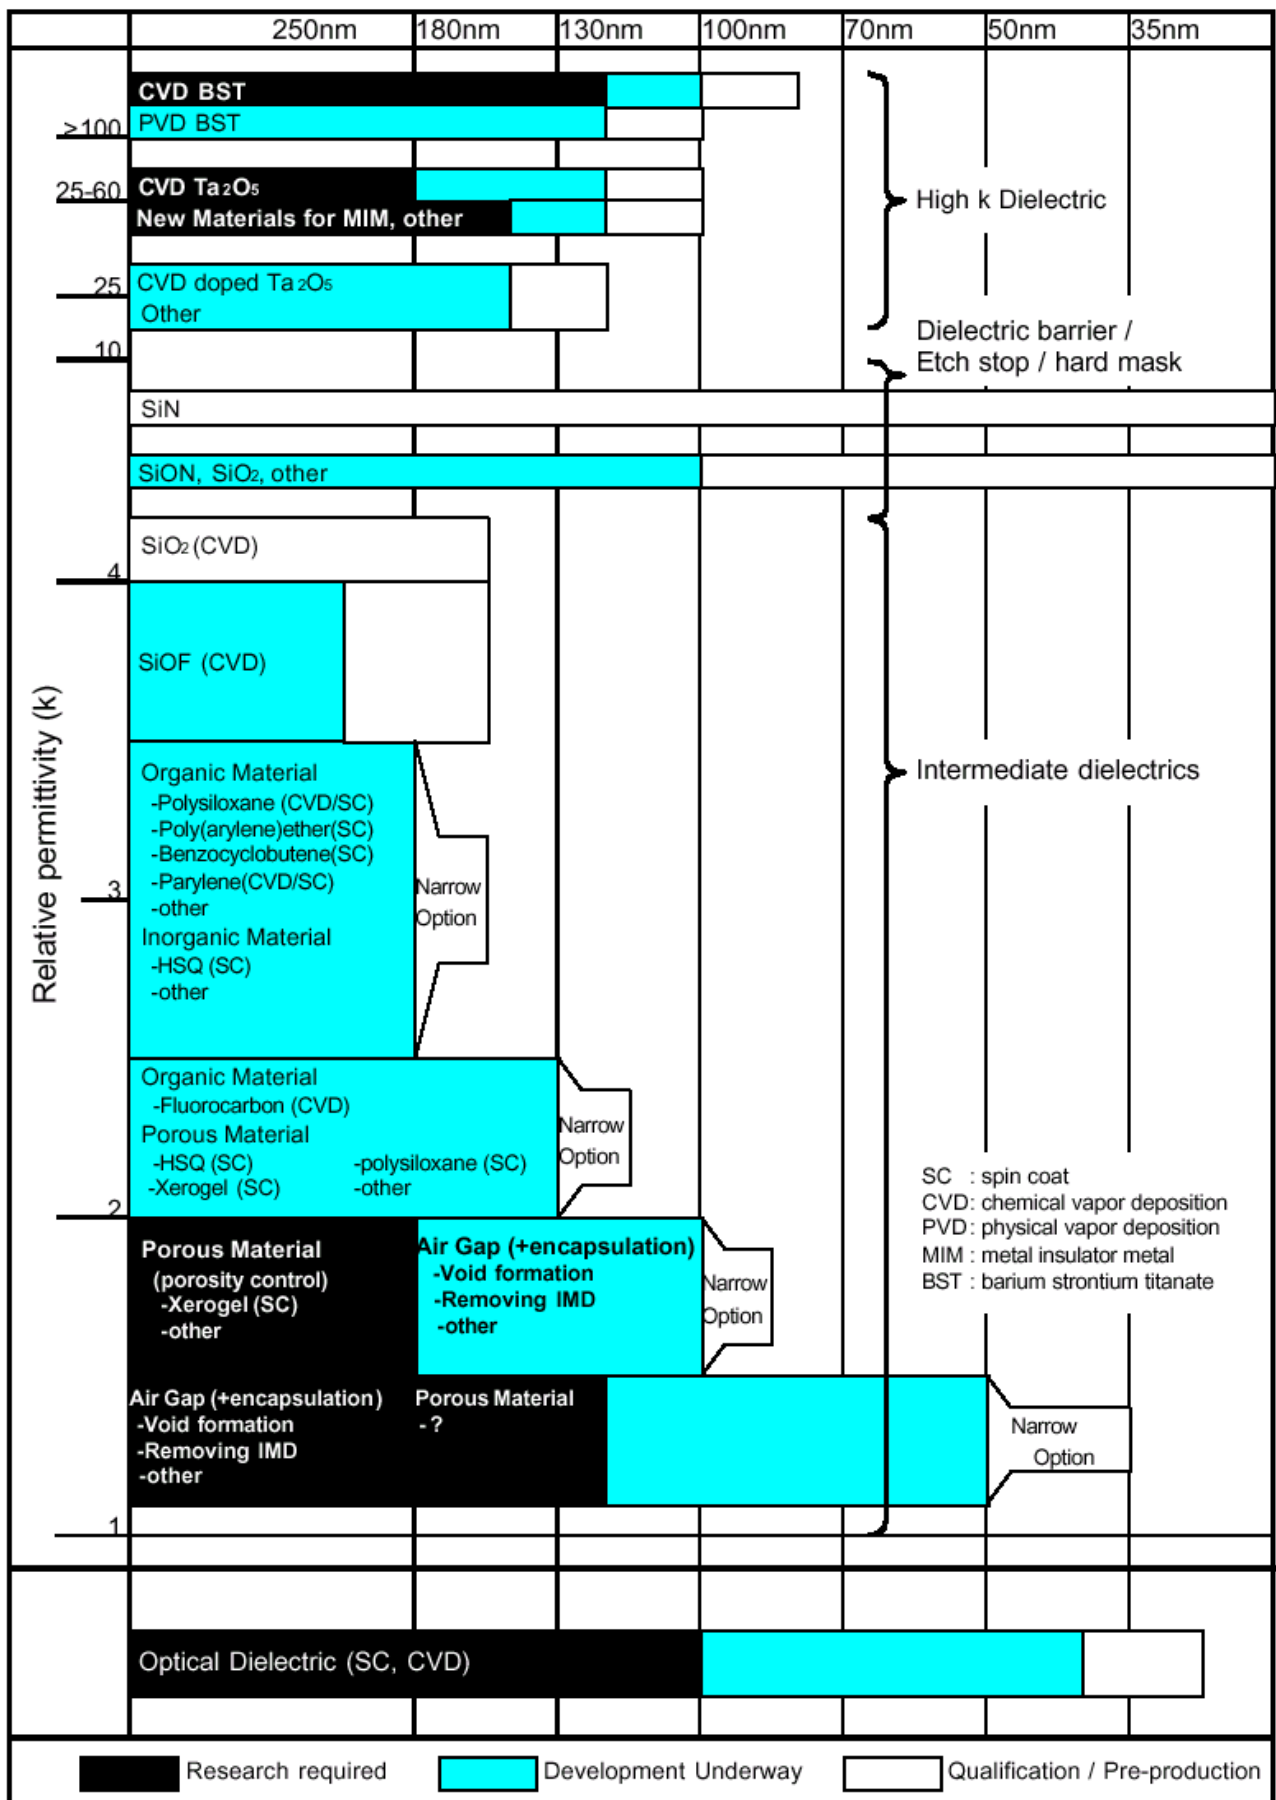 250nm 180nm 130nm 100nm 70nm 50nm 35nm
CVD BST
>100 PVD BST
25-60 CVD Ta2O5
High k Dielectric
New Materials for MIM, other
25 CVD doped Ta2O5
Other
Dielectric barrier /
10 Etch stop / hard mask
SiN
SiON, SiO2, other
SiO2 (CVD)
4
SiOF (CVD)
Relative permittivity (k)
Intermediate dielectrics
Organic Material
-Polysiloxane (CVD/SC)
-Poly(arylene)ether(SC)
-Benzocyclobutene(SC)
-Parylene(CVD/SC)
3
-other
Inorganic Material
-HSQ (SC)
-other
Narrow
Option
Organic Material
-Fluorocarbon (CVD)
Porous Material
-HSQ (SC) -polysiloxane (SC)
-Xerogel (SC) -other
Narrow
Option
2
Porous Material
(porosity control)
-Xerogel (SC)
-other
Air Gap (+encapsulation)
-Void formation
-Removing IMD
-other
Narrow
Option
SC : spin coat
CVD: chemical vapor deposition
PVD: physical vapor deposition
MIM : metal insulator metal
BST : barium strontium titanate
Air Gap (+encapsulation)
-Void formation
-Removing IMD
-other
Porous Material
- ?
Narrow
Option
1
Optical Dielectric (SC, CVD)
Research required Development Underway Qualification / Pre-production